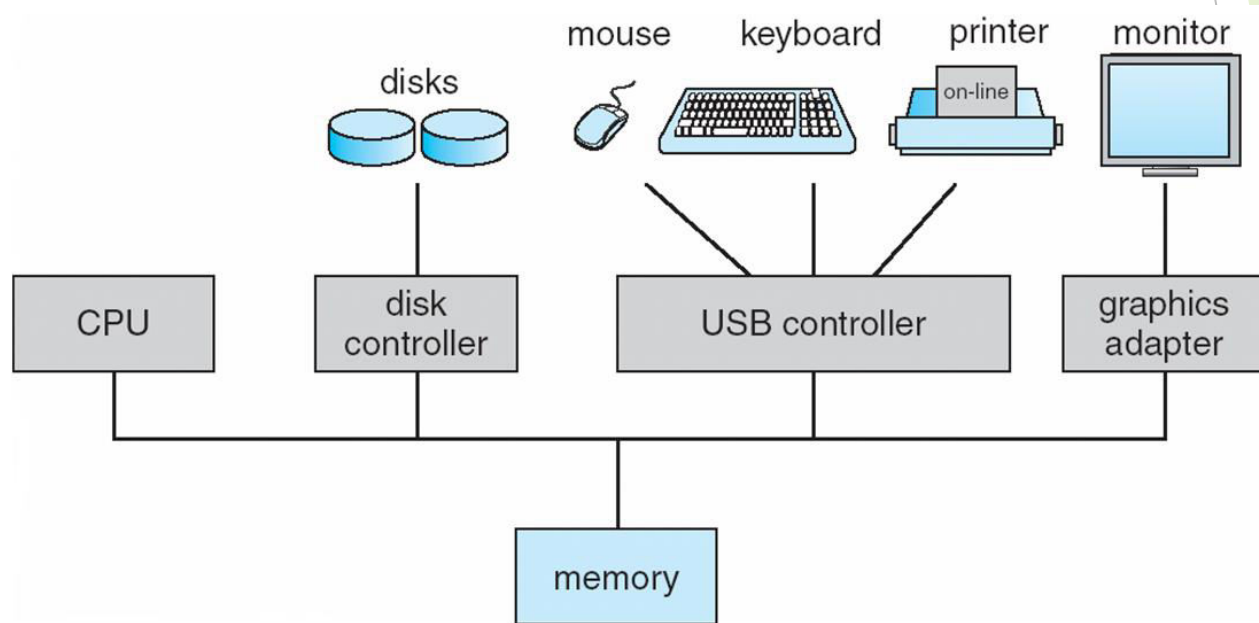 mouse
keyboard
printer
monitor
disks
on-line
CPU
disk
controller
USB controller
graphics
adapter
memory